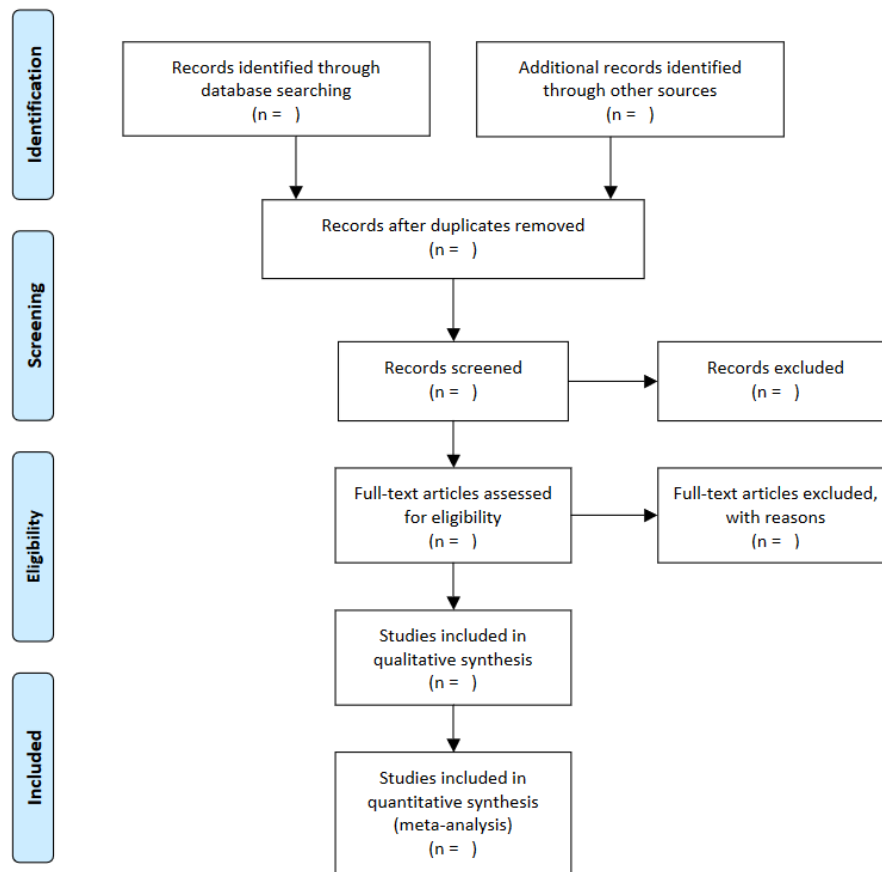 Identification
Records identified through
database searching
(n =   )
Additional records identified
through other sources
(n =   )
Records after duplicates removed
(n =   )
Screening
Records screened
(n =   )
Records excluded
(n =   )
Eligibility
Full-text articles assessed
for eligibility
(n =   )
Full-text articles excluded,
with reasons
(n =   )
Studies included in
qualitative synthesis
(n =   )
Included
Studies included in
quantitative synthesis
(meta-analysis)
(n =   )